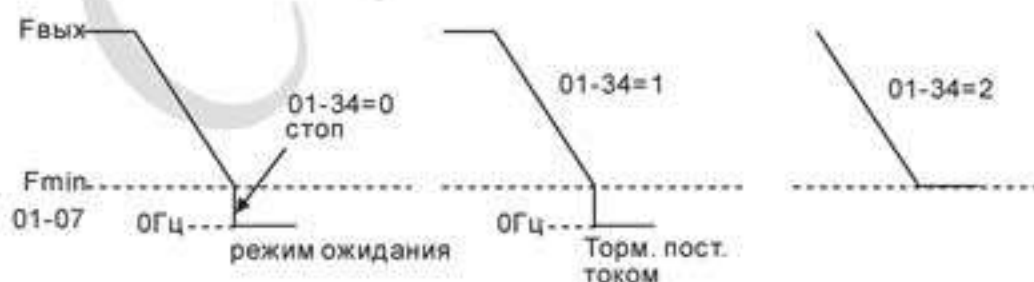 Fвых
01-34=0
стоп
Fmin
01-07
0Гц
режим ожидания
01-34=1
0Гц
Торм. пост.
током
01-34=2